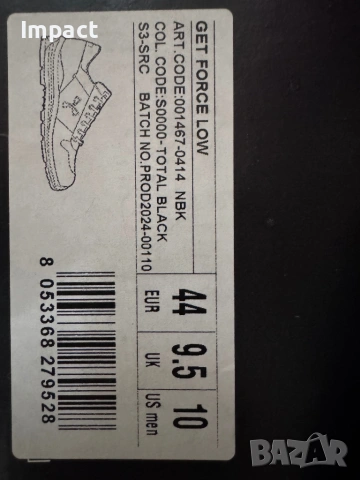 Impact
GET FORCE LOW
ART.CODE:001467-0414 NBK
COL. CODE:S0000-TOTAL BLACK
S3-SRC BATCH NO.PROD2024-00110
44 9.5 10
EUR UK US men
8 053368 279528
BAZAR